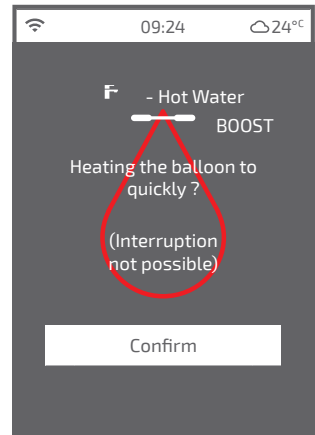 09:24
24°C
- Hot Water
BOOST
Heating the balloon to
quickly ?
(Interruption
not possible)
Confirm